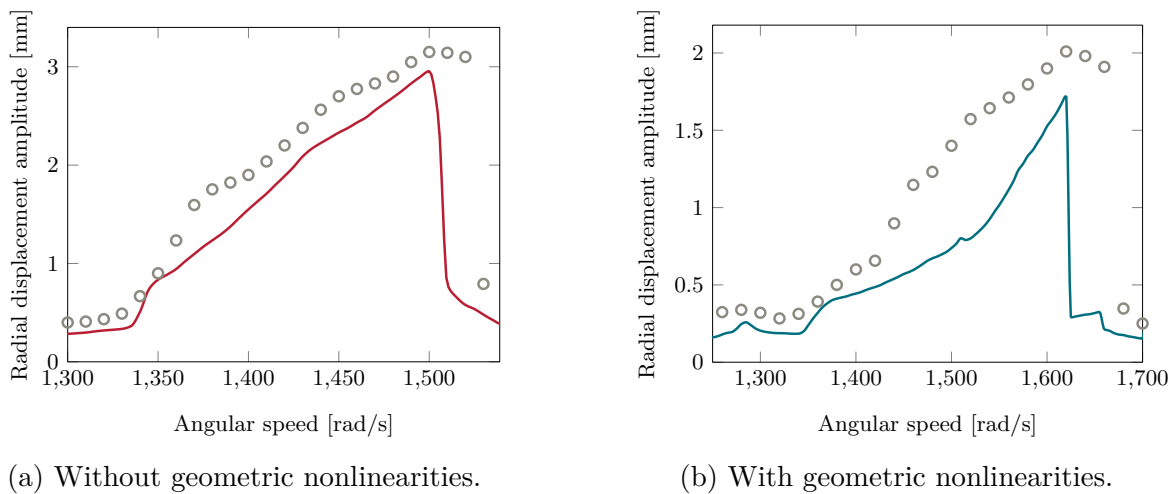 Radial displacement amplitude [mm]
3
2
1
0
1,300 1,350 1,400 1,450 1,500
Angular speed [rad/s]
(a) Without geometric nonlinearities.
Radial displacement amplitude [mm]
2
1.5
1
0.5
0
1,300 1,400 1,500 1,600 1,700
Angular speed [rad/s]
(b) With geometric nonlinearities.